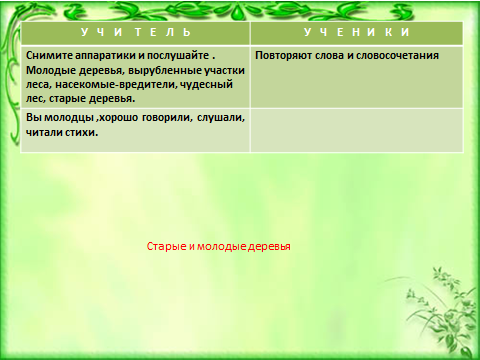 У Ч И Т Е Л Ь У Ч Е Н И К И
Снимите аппаратики и послушайте . Повторяют слова и словосочетания
Молодые деревья, вырубленные участки
леса, насекомые-вредители, чудесный
лес, старые деревья.
Вы молодцы ,хорошо говорили, слушали,
читали стихи.
Старые и молодые деревья